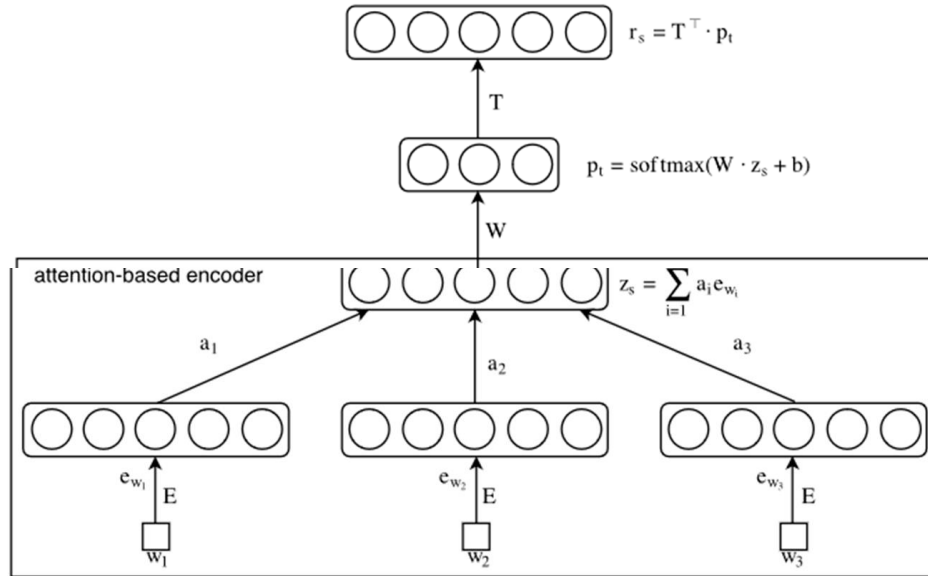 r_s = T^⊤ · p_t
T
p_t = softmax(W · z_s + b)
W
attention-based encoder
z_s = ∑_{i=1} a_i e_{w_i}
a_1
a_2
a_3
e_{w_1} E
e_{w_2} E
e_{w_3} E
w_1
w_2
w_3